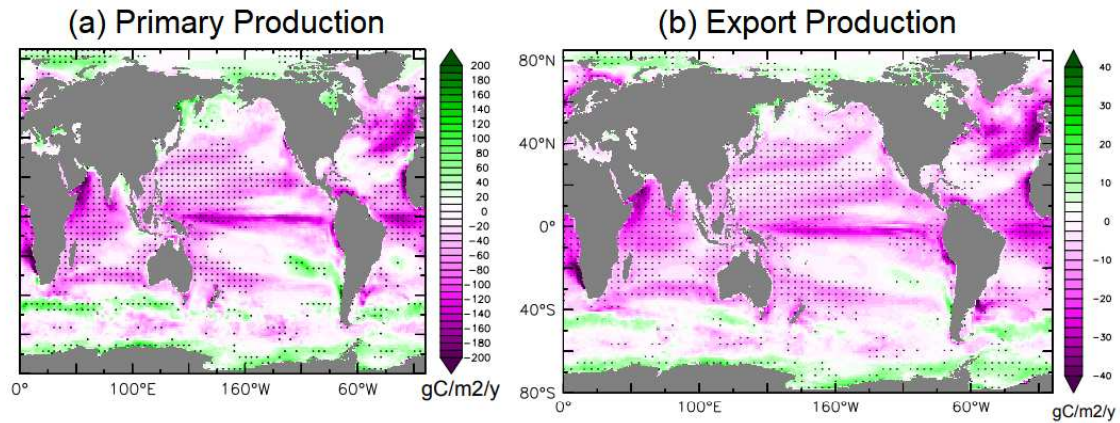 (a) Primary Production
(b) Export Production
200
180
160
140
120
100
80
60
40
20
0
−20
−40
−60
−80
−100
−120
−140
−160
−180
−200
0°
100°E
160°W
60°W
gC/m2/y
80°N
40°N
0°
40°S
80°S
0°
100°E
160°W
60°W
40
30
20
10
0
−10
−20
−30
−40
gC/m2/y